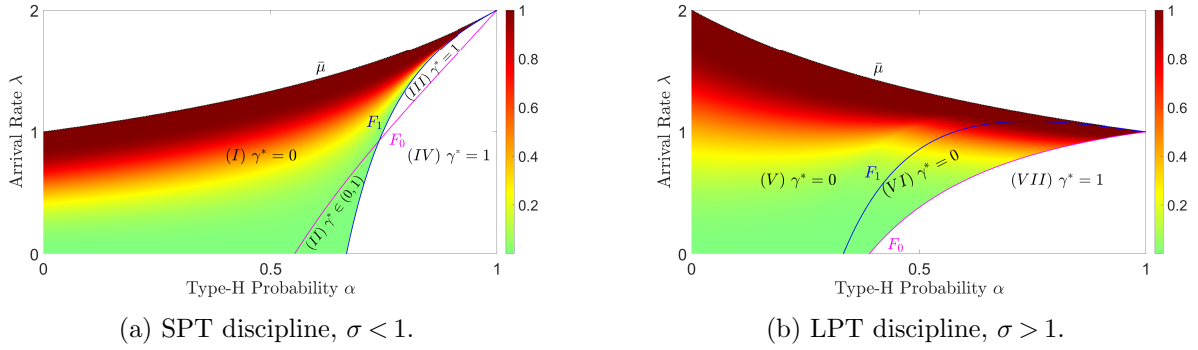 2
1
0
Arrival Rate λ
μ̄
(I) γ* = 0
(II) γ* ∈ (0, 1)
(III) γ* = 1
(IV) γ* = 1
F₁
F₀
0
0.5
1
Type-H Probability α
1
0.8
0.6
0.4
0.2
(a) SPT discipline, σ < 1.
2
1
0
Arrival Rate λ
μ̄
(V) γ* = 0
(VI) γ* = 0
(VII) γ* = 1
F₁
F₀
0
0.5
1
Type-H Probability α
1
0.8
0.6
0.4
0.2
(b) LPT discipline, σ > 1.